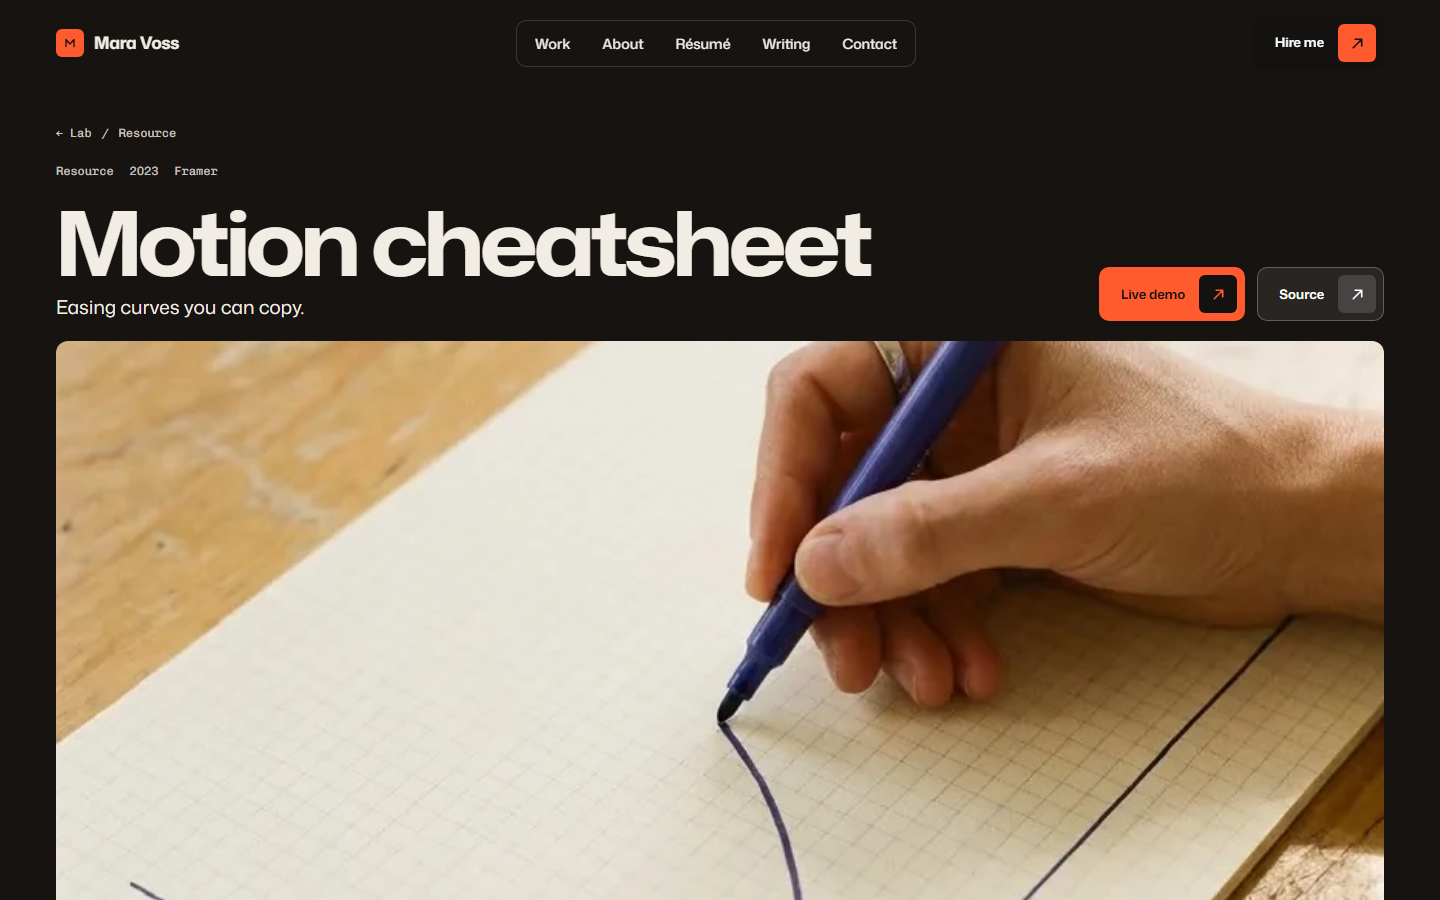 M Mara Voss
Work About Résumé Writing Contact
Hire me
← Lab / Resource
Resource 2023 Framer
Motion cheatsheet
Easing curves you can copy.
Live demo
Source